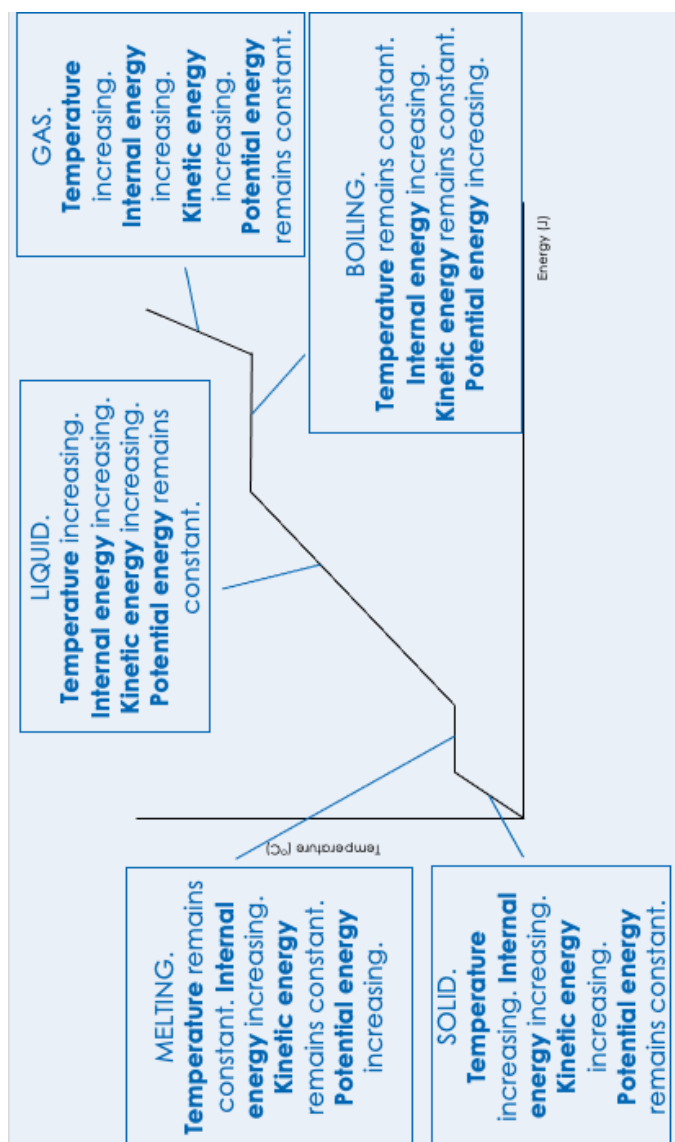 MELTING.
Temperature remains
constant. Internal
energy increasing.
Kinetic energy
remains constant.
Potential energy
increasing.
SOLID.
Temperature
increasing. Internal
energy increasing.
Kinetic energy
increasing.
Potential energy
remains constant.
Temperature (°C)
LIQUID.
Temperature increasing.
Internal energy increasing.
Kinetic energy increasing.
Potential energy remains
constant.
GAS.
Temperature
increasing.
Internal energy
increasing.
Kinetic energy
increasing.
Potential energy
remains constant.
BOILING.
Temperature remains constant.
Internal energy increasing.
Kinetic energy remains constant.
Potential energy increasing.
Energy (J)